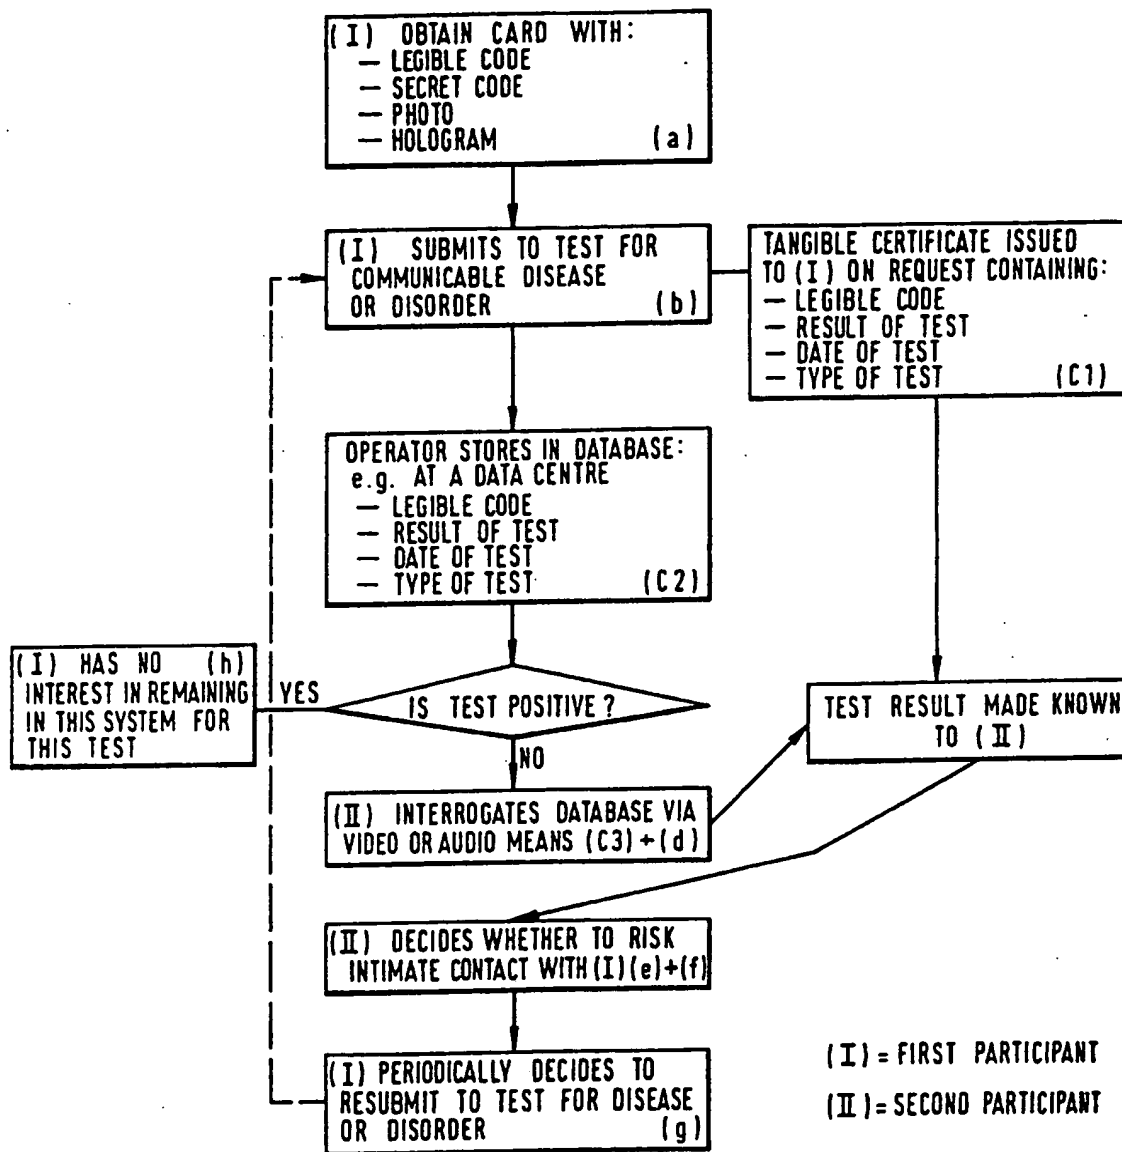 (I) OBTAIN CARD WITH:
— LEGIBLE CODE
— SECRET CODE
— PHOTO
— HOLOGRAM (a)
(I) SUBMITS TO TEST FOR
COMMUNICABLE DISEASE
OR DISORDER (b)
TANGIBLE CERTIFICATE ISSUED
TO (I) ON REQUEST CONTAINING:
— LEGIBLE CODE
— RESULT OF TEST
— DATE OF TEST
— TYPE OF TEST (C1)
OPERATOR STORES IN DATABASE:
e.g. AT A DATA CENTRE
— LEGIBLE CODE
— RESULT OF TEST
— DATE OF TEST
— TYPE OF TEST (C2)
(I) HAS NO (h)
INTEREST IN REMAINING
IN THIS SYSTEM FOR
THIS TEST
YES
IS TEST POSITIVE?
NO
TEST RESULT MADE KNOWN
TO (II)
(II) INTERROGATES DATABASE VIA
VIDEO OR AUDIO MEANS (C3)+(d)
(II) DECIDES WHETHER TO RISK
INTIMATE CONTACT WITH (I)(e)+(f)
(I) PERIODICALLY DECIDES TO
RESUBMIT TO TEST FOR DISEASE
OR DISORDER (g)
(I) = FIRST PARTICIPANT
(II) = SECOND PARTICIPANT